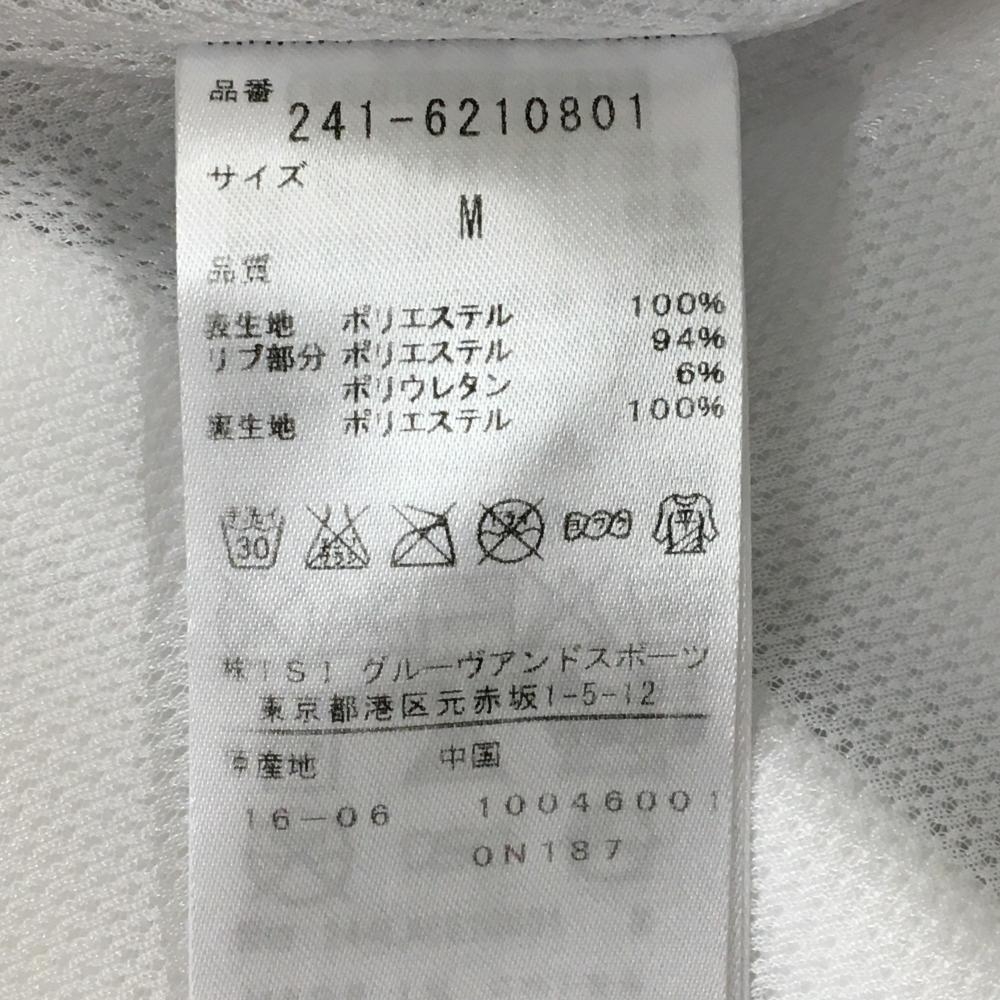 品番
241-6210801
サイズ
M
品質
表生地 ポリエステル 100%
リブ部分 ポリエステル 94%
ポリウレタン 6%
裏生地 ポリエステル 100%
30 平
株 ISI グルーヴアンドスポーツ
東京都港区元赤坂1-5-12
原産地 中国
16-06 10046001
0N187